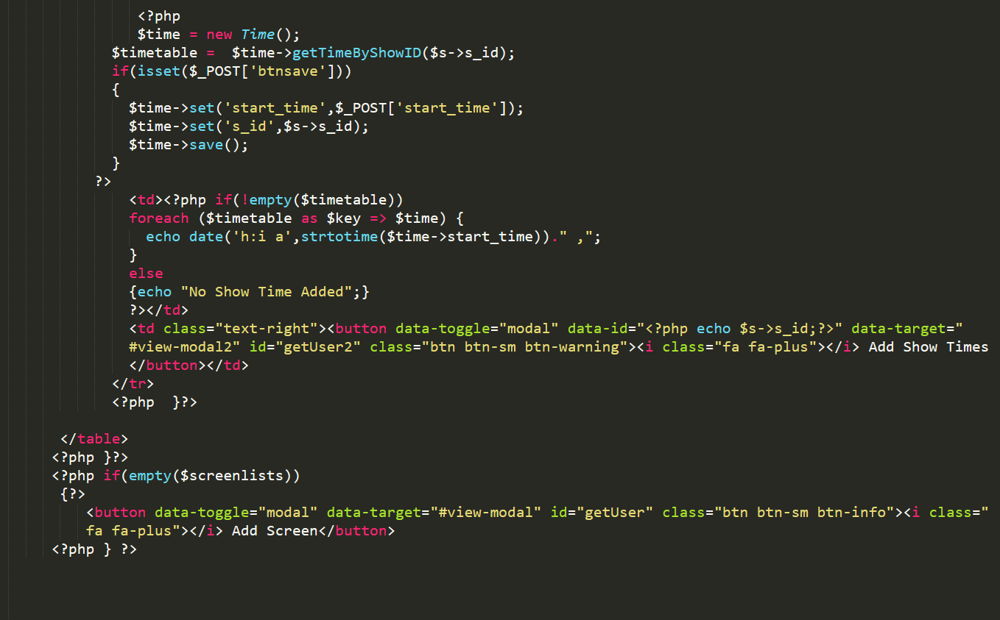 <?php
$time = new Time();
$timetable =  $time->getTimeByShowID($s->s_id);
if(isset($_POST['btnsave']))
{
$time->set('start_time',$_POST['start_time']);
$time->set('s_id',$s->s_id);
$time->save();
}
?>
<td><?php if(!empty($timetable))
foreach ($timetable as $key => $time) {
echo date('h:i a',strtotime($time->start_time))." ,";
}
else
{echo "No Show Time Added";}
?></td>
<td class="text-right"><button data-toggle="modal" data-id="<?php echo $s->s_id;?>" data-target="
#view-modal2" id="getUser2" class="btn btn-sm btn-warning"><i class="fa fa-plus"></i> Add Show Times
</button></td>
</tr>
<?php  }?>
</table>
<?php }?>
<?php if(empty($screenlists))
{?>
<button data-toggle="modal" data-target="#view-modal" id="getUser" class="btn btn-sm btn-info"><i class="
fa fa-plus"></i> Add Screen</button>
<?php } ?>